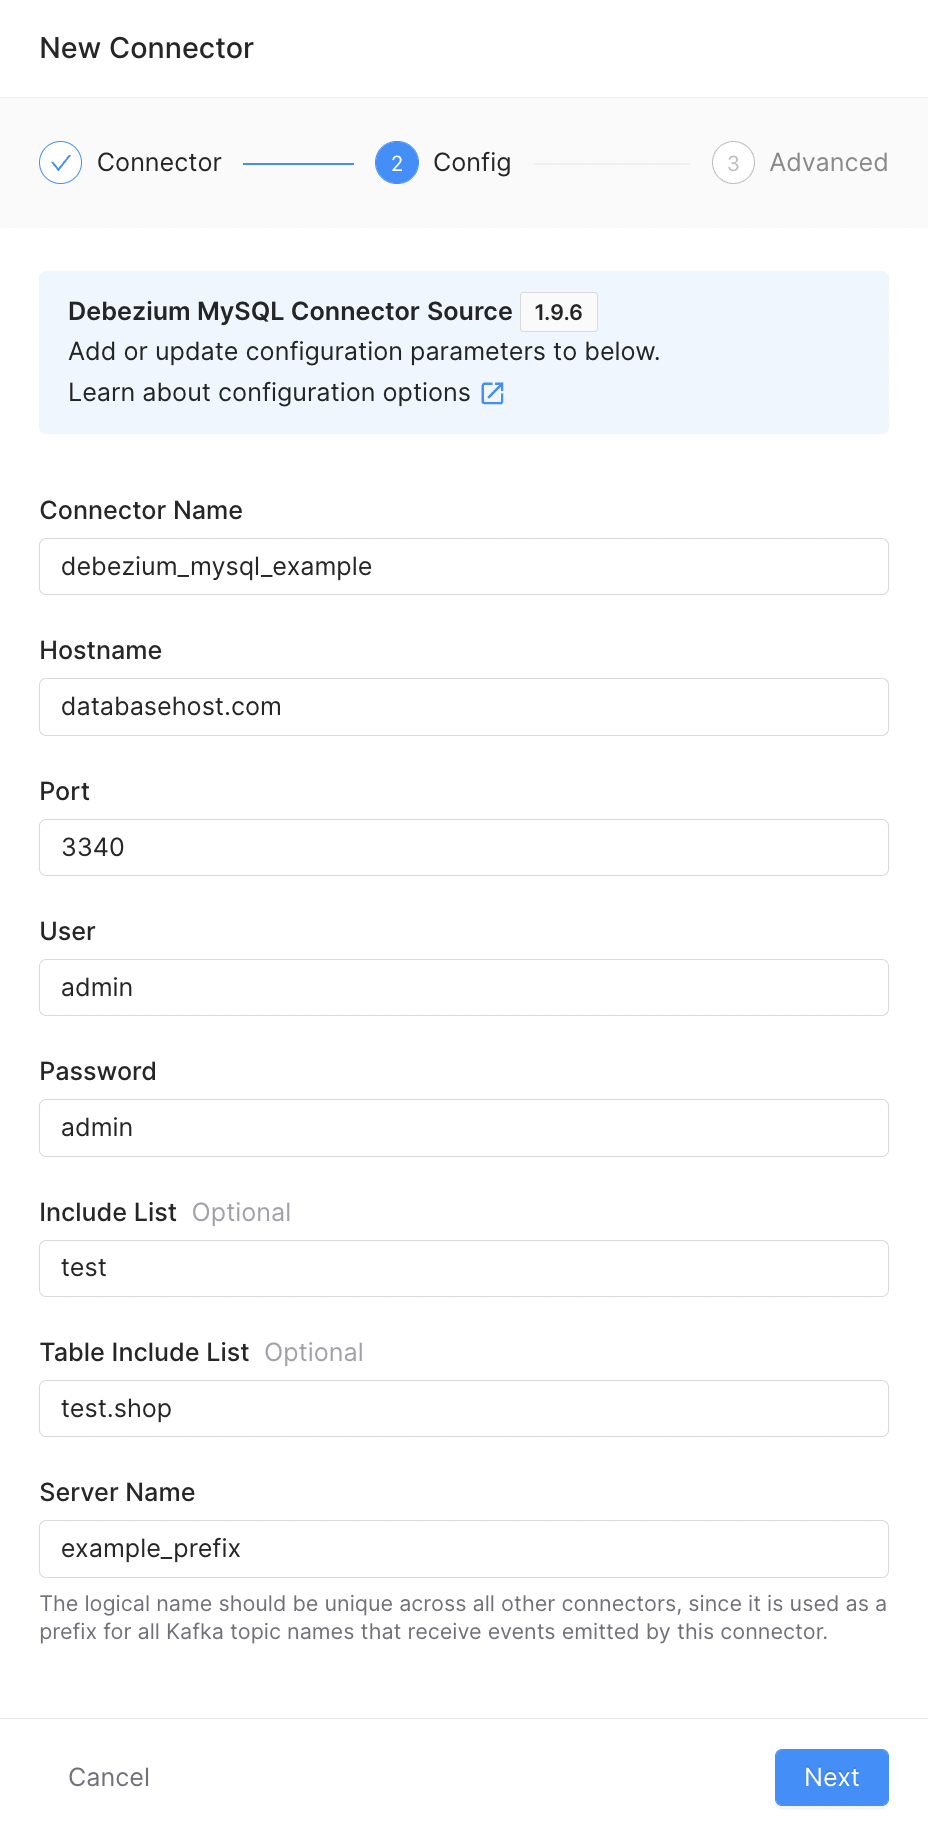 New Connector
Connector
2 Config
3 Advanced
Debezium MySQL Connector Source 1.9.6
Add or update configuration parameters to below.
Learn about configuration options
Connector Name
debezium_mysql_example
Hostname
databasehost.com
Port
3340
User
admin
Password
admin
Include List Optional
test
Table Include List Optional
test.shop
Server Name
example_prefix
The logical name should be unique across all other connectors, since it is used as a
prefix for all Kafka topic names that receive events emitted by this connector.
Cancel
Next